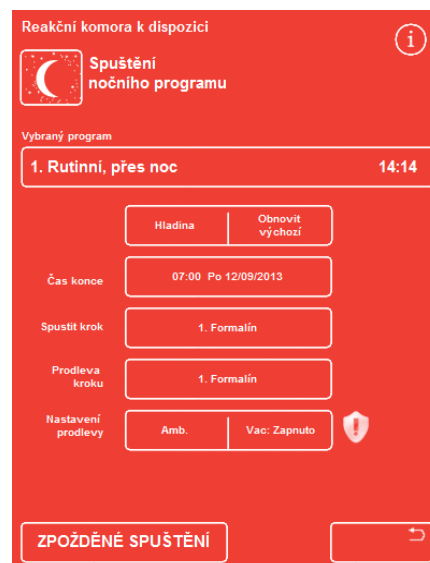 Reakční komora k dispozici
i
Spuštění
nočního programu
Vybraný program
1. Rutinní, přes noc 14:14
Hladina
Obnovit
výchozí
Čas konce
07:00 Po 12/09/2013
Spustit krok
1. Formalín
Prodleva
kroku
1. Formalín
Nastavení
prodlevy
Amb.
Vac: Zapnuto
!
ZPOŽDĚNÉ SPUŠTĚNÍ